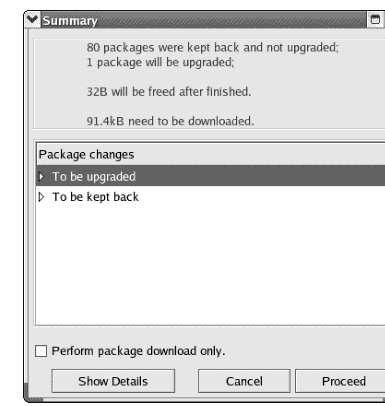 Summary
80 packages were kept back and not upgraded;
1 package will be upgraded;
32B will be freed after finished.
91.4kB need to be downloaded.
Package changes
To be upgraded
To be kept back
Perform package download only.
Show Details
Cancel
Proceed